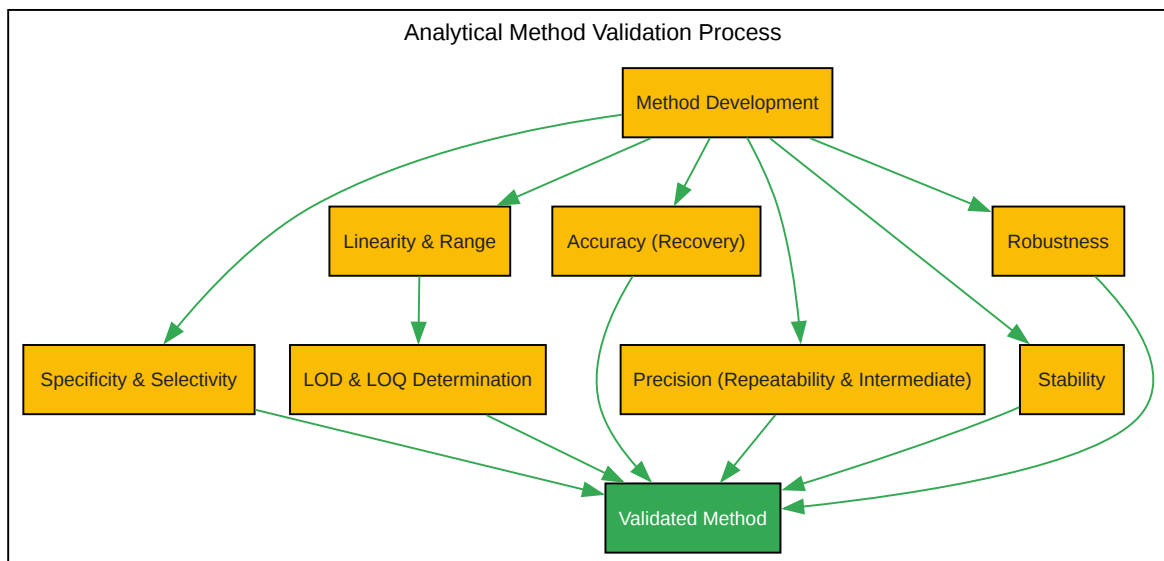 Analytical Method Validation Process
Method Development
Linearity & Range
Accuracy (Recovery)
Robustness
Specificity & Selectivity
LOD & LOQ Determination
Precision (Repeatability & Intermediate)
Stability
Validated Method